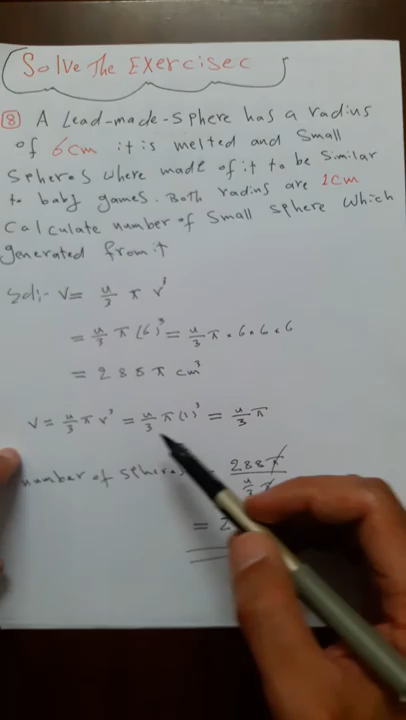 Solve The Exercisec
8 A Lead-made-sphere has a radius
of 6cm it is melted and Small
Spheres where made of it to be Similar
to baby games. Both radius are 1cm
Calculate number of Small sphere which
generated from it
Sol:- V= 4/3 π r³
= 4/3 π (6)³ = 4/3 π • 6 • 6 • 6
= 288 π cm³
V = 4/3 π r³ = 4/3 π (1)³ = 4/3 π
number of spheres = 288π / 4/3 π
= 2